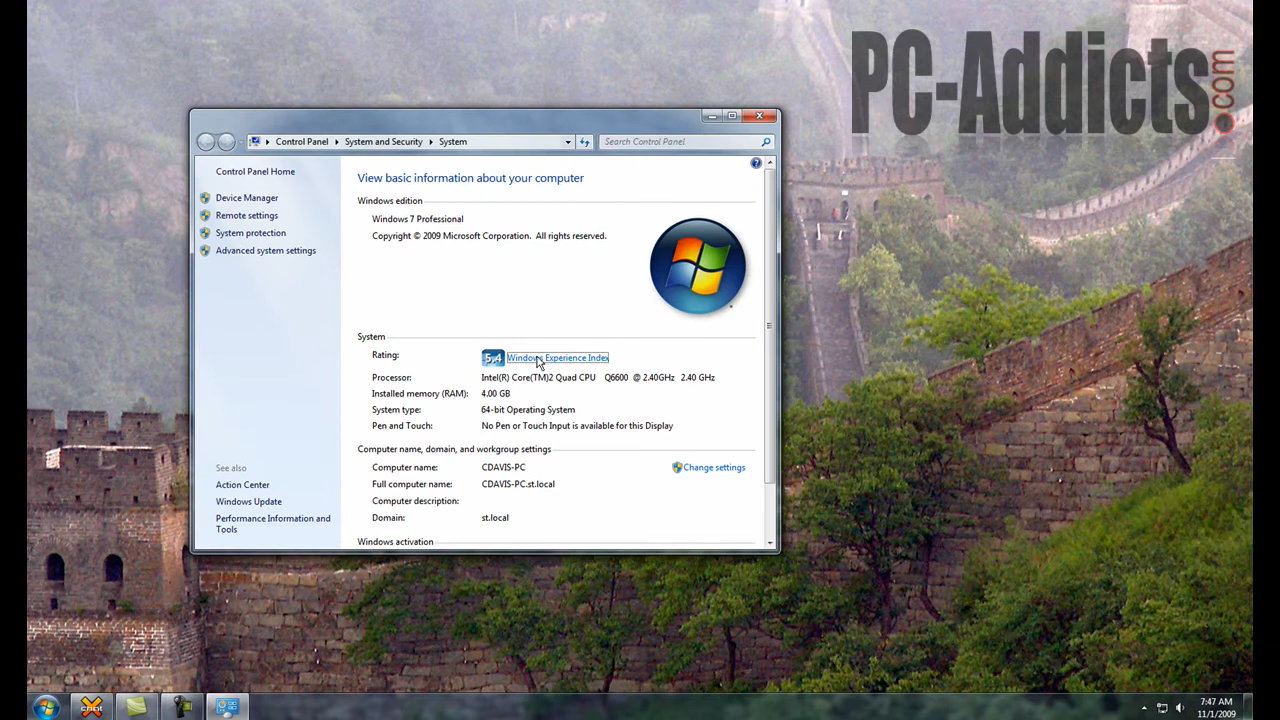 PC-Addicts.com
Control Panel
System and Security
System
Search Control Panel
Control Panel Home
Device Manager
Remote settings
System protection
Advanced system settings
See also
Action Center
Windows Update
Performance Information and
Tools
View basic information about your computer
Windows edition
Windows 7 Professional
Copyright © 2009 Microsoft Corporation. All rights reserved.
System
Rating: 5,4 Windows Experience Index
Processor: Intel(R) Core(TM)2 Quad CPU Q6600 @ 2.40GHz 2.40 GHz
Installed memory (RAM): 4.00 GB
System type: 64-bit Operating System
Pen and Touch: No Pen or Touch Input is available for this Display
Computer name, domain, and workgroup settings
Computer name: CDAVIS-PC Change settings
Full computer name: CDAVIS-PC.st.local
Computer description:
Domain: st.local
Windows activation
7:47 AM
11/1/2009